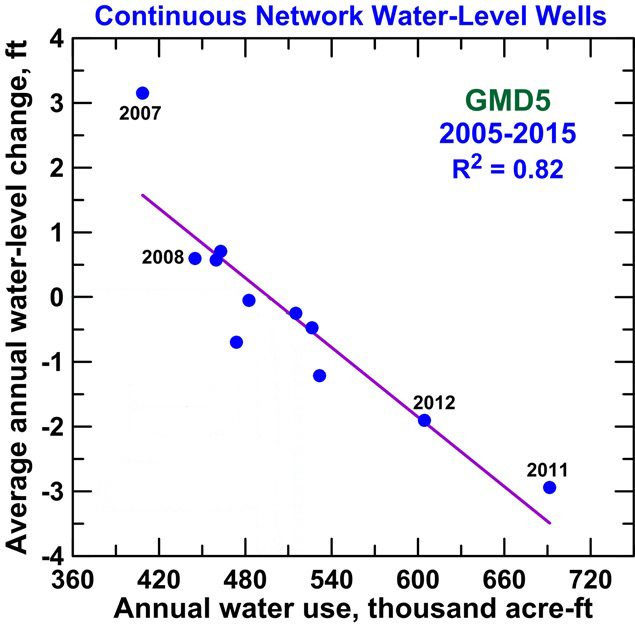 Continuous Network Water-Level Wells
Average annual water-level change, ft
4
3
2
1
0
-1
-2
-3
-4
GMD5
2005-2015
R² = 0.82
2007
2008
2012
2011
360 420 480 540 600 660 720
Annual water use, thousand acre-ft